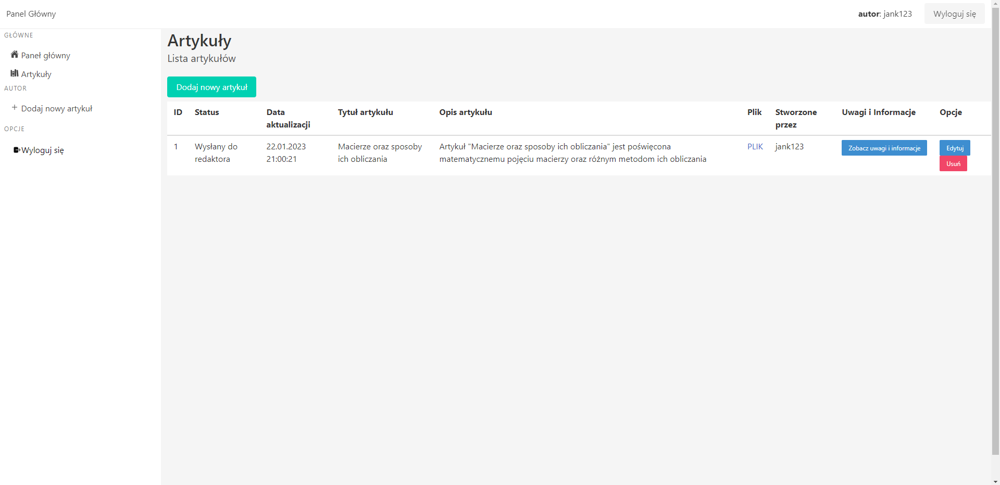 Panel Główny
autor: jank123
Wyloguj się
GŁÓWNE
Paneł główny
Artykuły
AUTOR
Dodaj nowy artykuł
OPCJE
Wyloguj się
Artykuły
Lista artykułów
Dodaj nowy artykuł
ID Status Data aktualizacji Tytuł artykułu Opis artykułu Plik Stworzone przez Uwagi i Informacje Opcje
1
Wysłany do
redaktora
22.01.2023
21:00:21
Macierze oraz sposoby
ich obliczania
Artykuł "Macierze oraz sposoby ich obliczania" jest poświęcona
matematycznemu pojęciu macierzy oraz różnym metodom ich obliczania
PLIK
jank123
Zobacz uwagi i informacje
Edytuj
Usuń